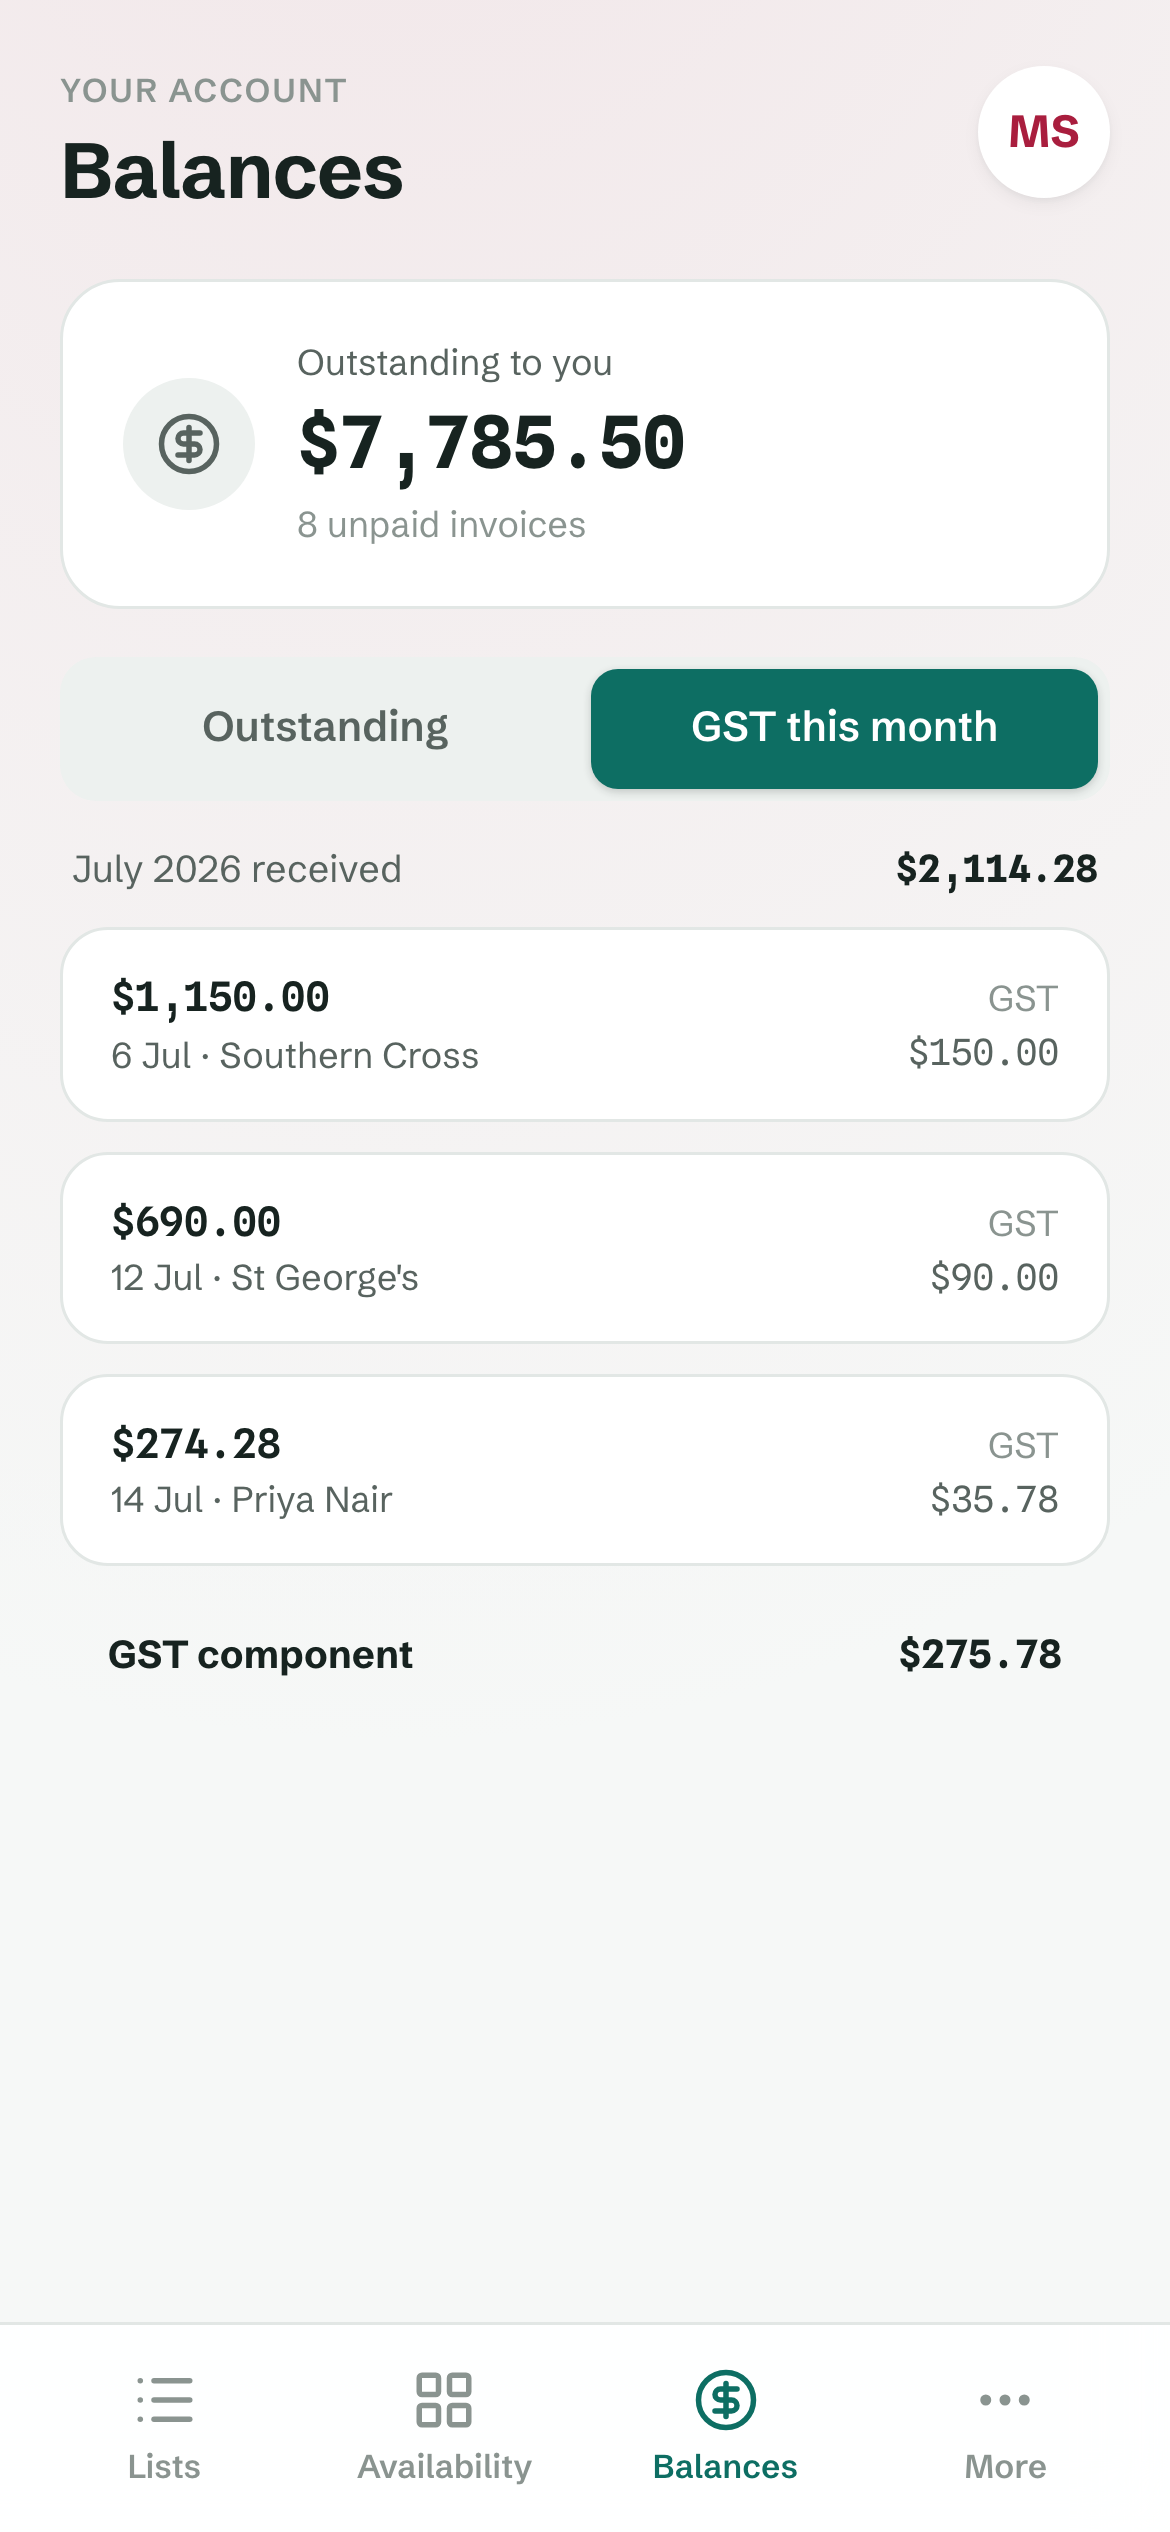 YOUR ACCOUNT
Balances
MS
Outstanding to you
$7,785.50
8 unpaid invoices
Outstanding
GST this month
July 2026 received
$2,114.28
$1,150.00
GST
6 Jul · Southern Cross
$150.00
$690.00
GST
12 Jul · St George's
$90.00
$274.28
GST
14 Jul · Priya Nair
$35.78
GST component
$275.78
Lists
Availability
Balances
More